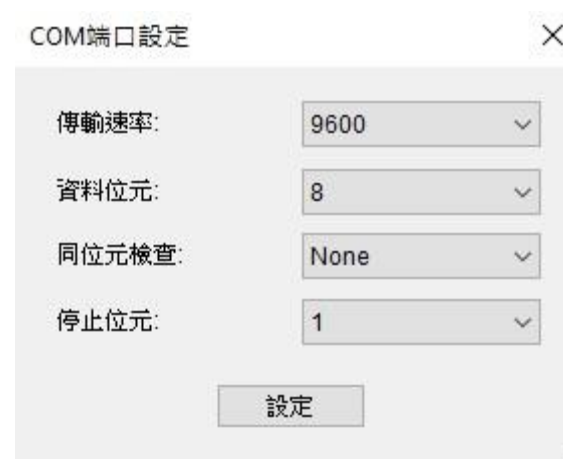 COM端口設定
傳輸速率: 9600
資料位元: 8
同位元檢查: None
停止位元: 1
設定